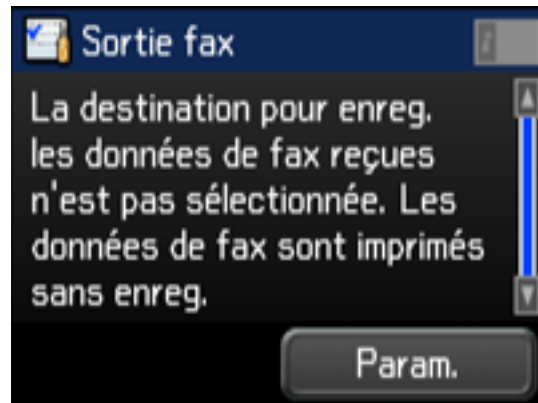 Sortie fax
La destination pour enreg.
les données de fax reçues
n'est pas sélectionnée. Les
données de fax sont imprimés
sans enreg.
Param.